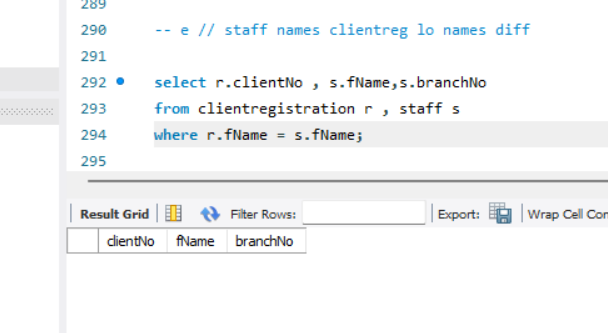 289
290 -- e // staff names clientreg lo names diff
291
292 select r.clientNo , s.fName,s.branchNo
293 from clientregistration r , staff s
294 where r.fName = s.fName;
295
Result Grid Filter Rows: Export: Wrap Cell Con
clientNo fName branchNo